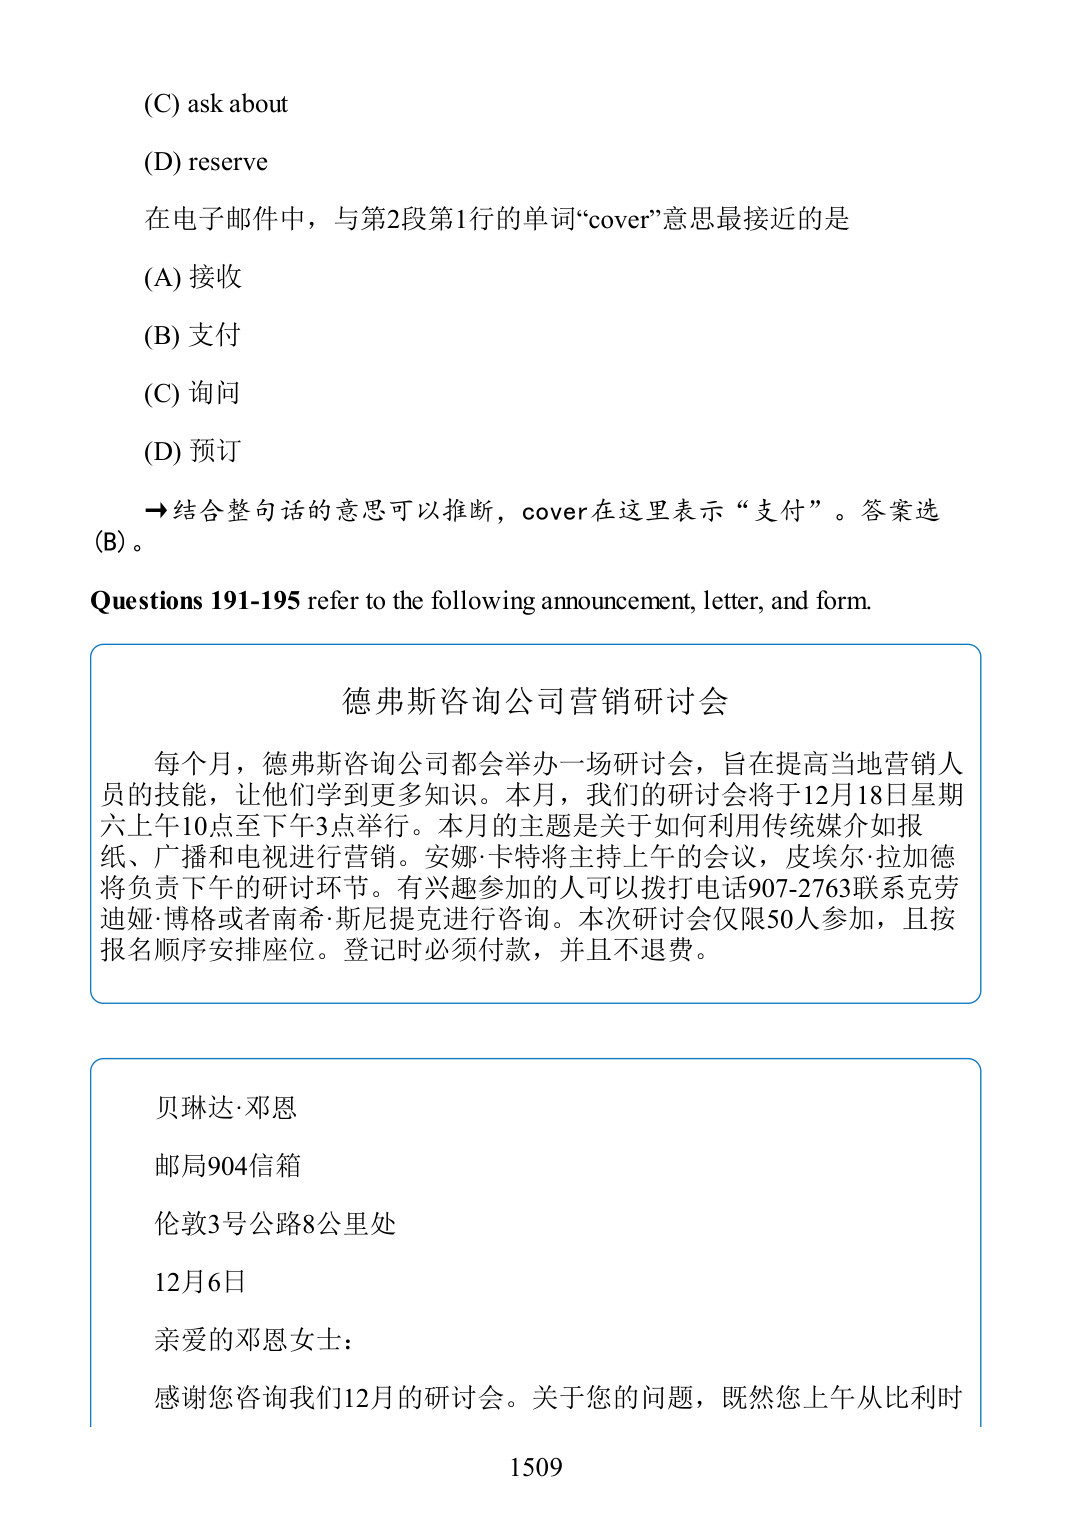 (C) ask about
(D) reserve
在电子邮件中，与第2段第1行的单词“cover”意思最接近的是
(A) 接收
(B) 支付
(C) 询问
(D) 预订
→结合整句话的意思可以推断，cover在这里表示“支付”。答案选
(B)。
Questions 191-195 refer to the following announcement, letter, and form.
德弗斯咨询公司营销研讨会
每个月，德弗斯咨询公司都会举办一场研讨会，旨在提高当地营销人
员的技能，让他们学到更多知识。本月，我们的研讨会将于12月18日星期
六上午10点至下午3点举行。本月的主题是关于如何利用传统媒介如报
纸、广播和电视进行营销。安娜·卡特将主持上午的会议，皮埃尔·拉加德
将负责下午的研讨环节。有兴趣参加的人可以拨打电话907-2763联系克劳
迪娅·博格或者南希·斯尼提克进行咨询。本次研讨会仅限50人参加，且按
报名顺序安排座位。登记时必须付款，并且不退费。
贝琳达·邓恩
邮局904信箱
伦敦3号公路8公里处
12月6日
亲爱的邓恩女士：
感谢您咨询我们12月的研讨会。关于您的问题，既然您上午从比利时
1509